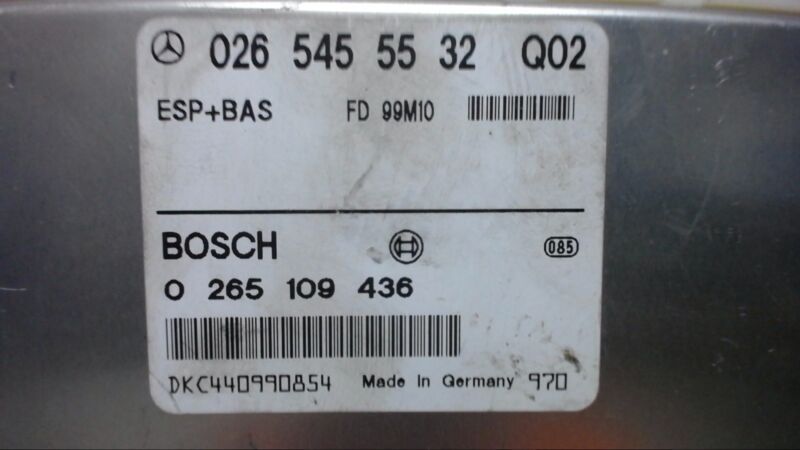 026 545 55 32 Q02
ESP+BAS FD 99M10
BOSCH 085
0 265 109 436
DKC440990854 Made in Germany 970